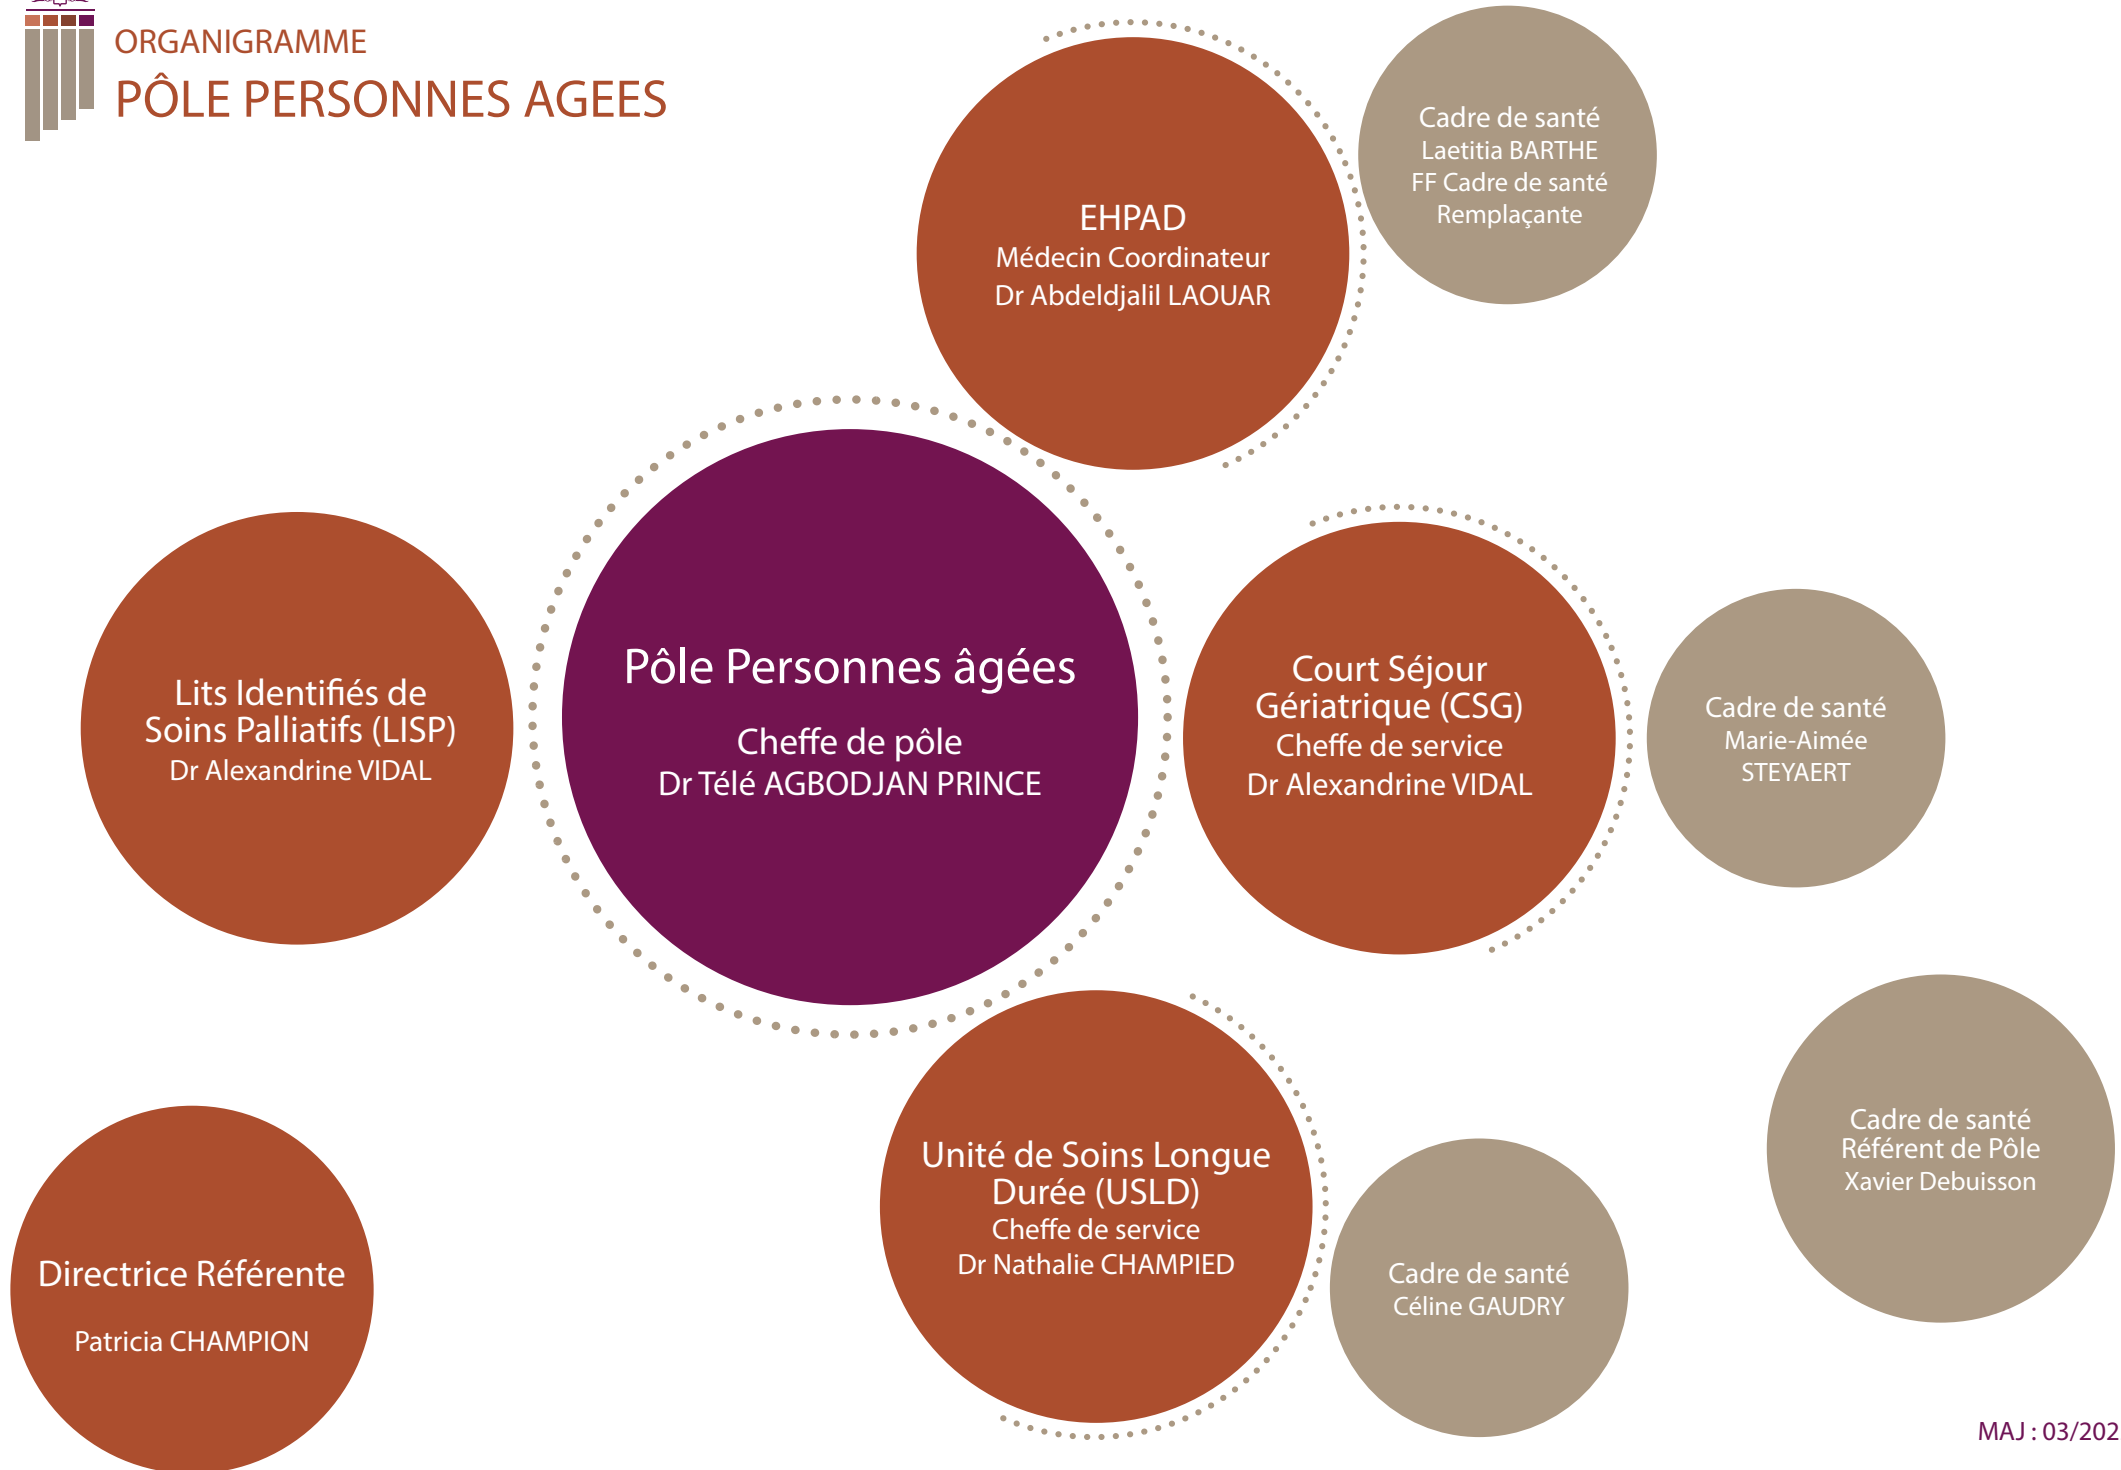 ORGANIGRAMME
PÔLE PERSONNES AGEES
Cadre de santé
Laetitia BARTHE
FF Cadre de santé
Remplaçante
EHPAD
Médecin Coordinateur
Dr Abdeldjalil LAOUAR
Lits Identifiés de
Soins Palliatifs (LISP)
Dr Alexandrine VIDAL
Pôle Personnes âgées
Cheffe de pôle
Dr Télé AGBODJAN PRINCE
Court Séjour
Gériatrique (CSG)
Cheffe de service
Dr Alexandrine VIDAL
Cadre de santé
Marie-Aimée
STEYAERT
Cadre de santé
Référent de Pôle
Xavier Debuisson
Unité de Soins Longue
Durée (USLD)
Cheffe de service
Dr Nathalie CHAMPIED
Cadre de santé
Céline GAUDRY
Directrice Référente
Patricia CHAMPION
MAJ : 03/202